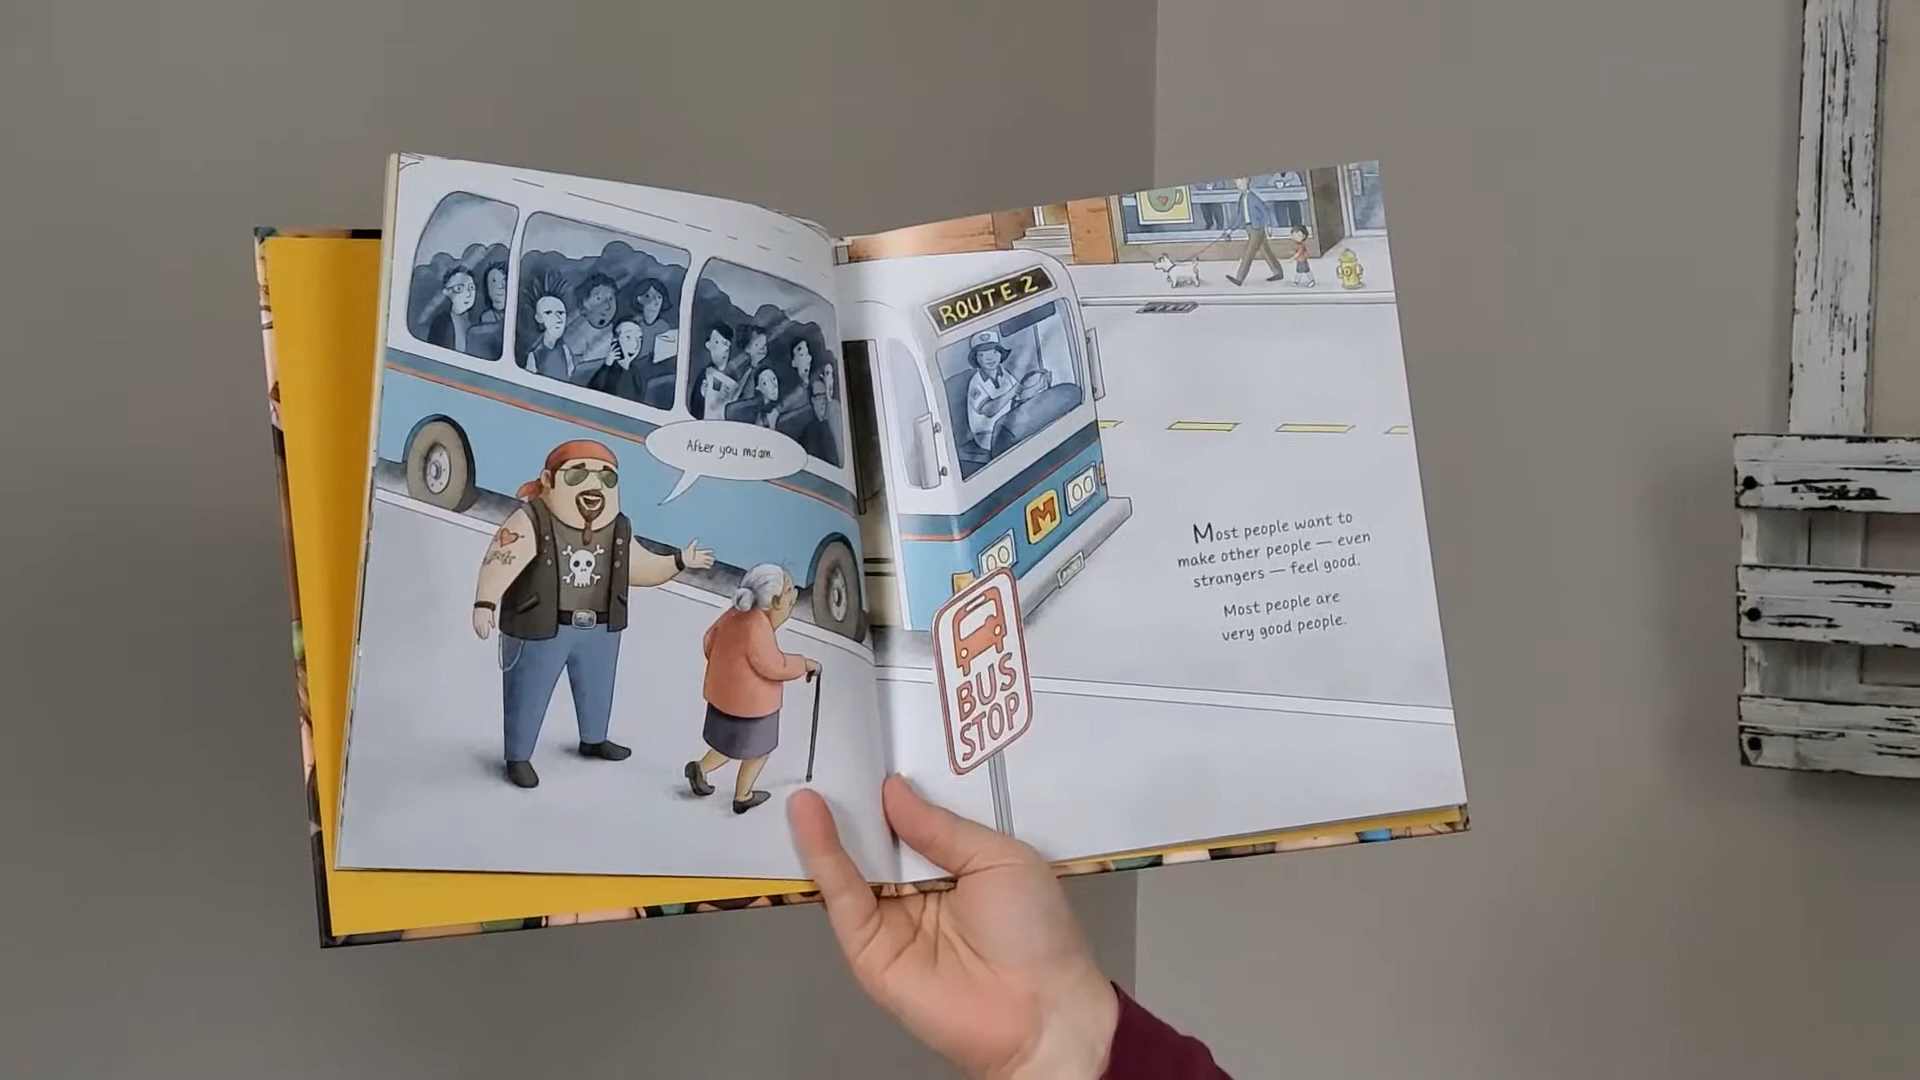 After you ma'am.
ROUTE 2
M
BUS
STOP
Most people want to
make other people — even
strangers — feel good.
Most people are
very good people.